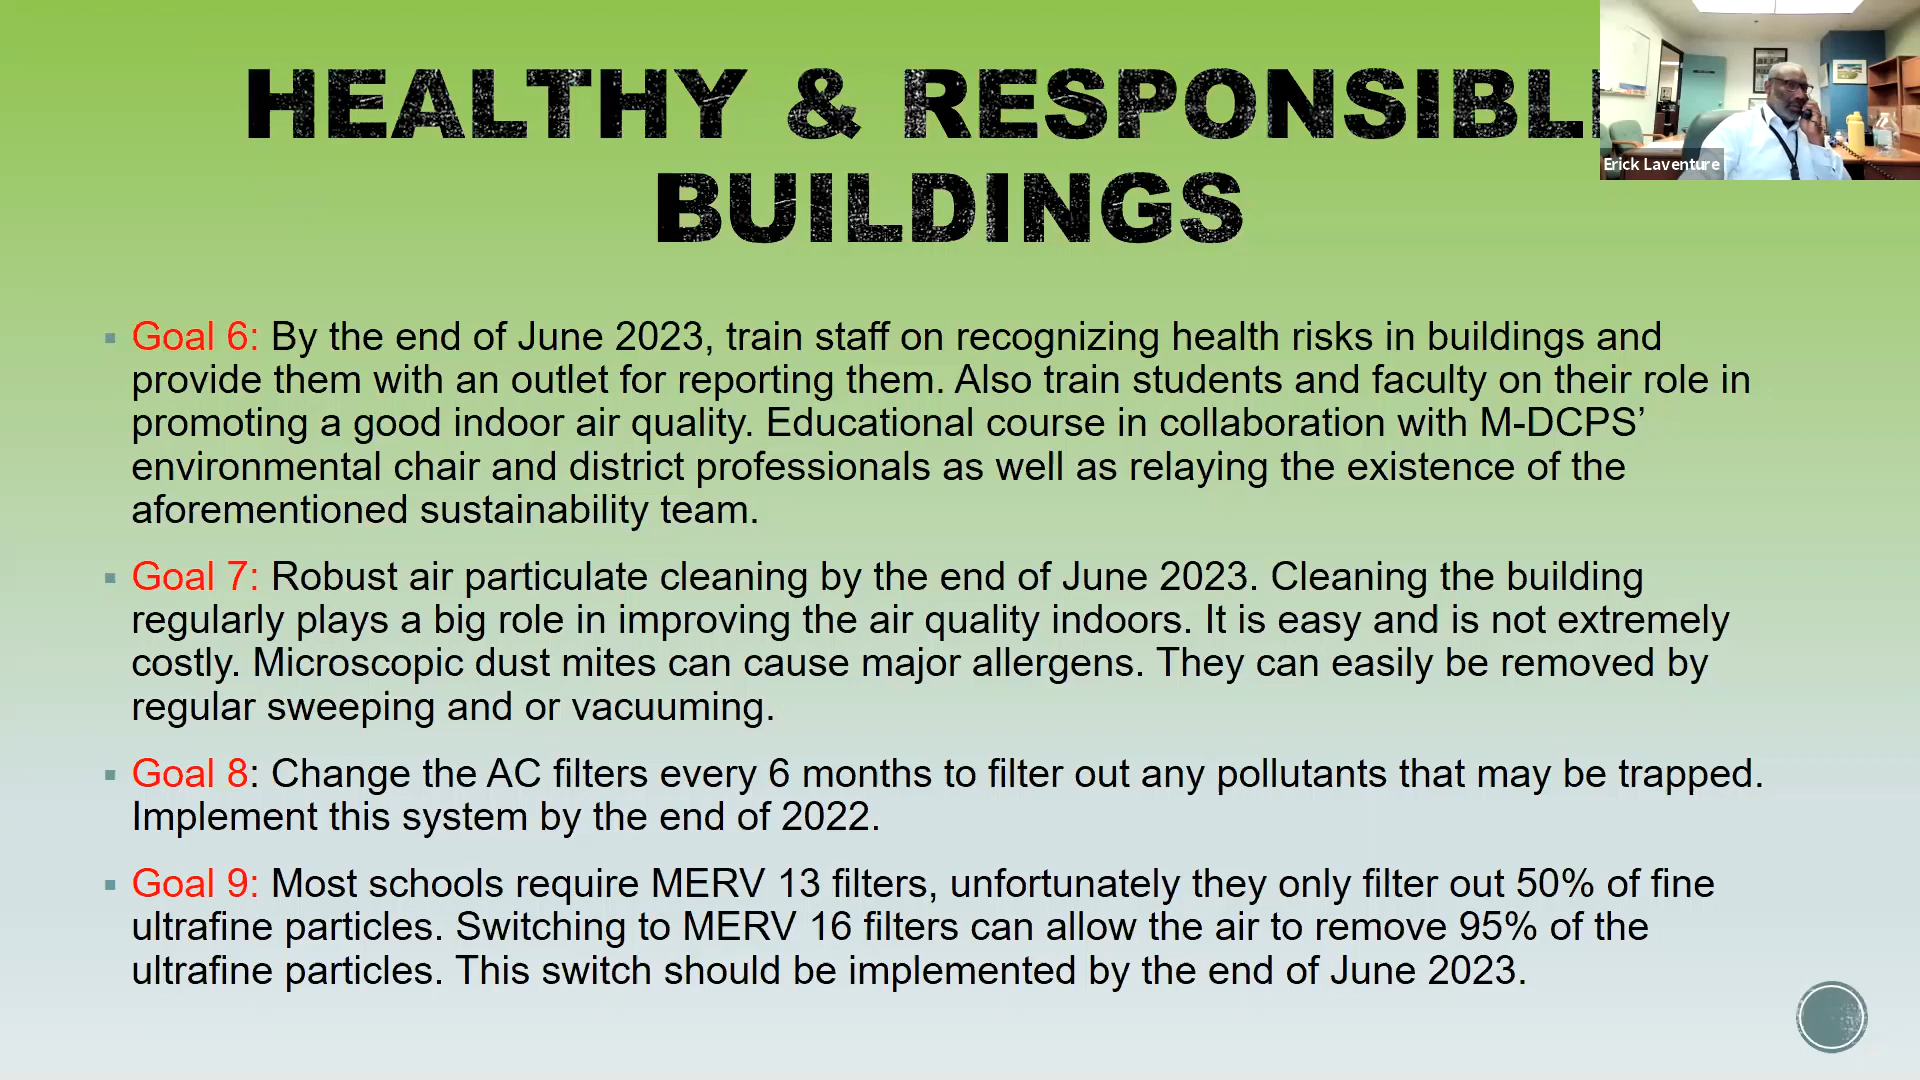 HEALTHY & RESPONSIBL
BUILDINGS
Erick Laventure
Goal 6: By the end of June 2023, train staff on recognizing health risks in buildings and
provide them with an outlet for reporting them. Also train students and faculty on their role in
promoting a good indoor air quality. Educational course in collaboration with M-DCPS’
environmental chair and district professionals as well as relaying the existence of the
aforementioned sustainability team.
Goal 7: Robust air particulate cleaning by the end of June 2023. Cleaning the building
regularly plays a big role in improving the air quality indoors. It is easy and is not extremely
costly. Microscopic dust mites can cause major allergens. They can easily be removed by
regular sweeping and or vacuuming.
Goal 8: Change the AC filters every 6 months to filter out any pollutants that may be trapped.
Implement this system by the end of 2022.
Goal 9: Most schools require MERV 13 filters, unfortunately they only filter out 50% of fine
ultrafine particles. Switching to MERV 16 filters can allow the air to remove 95% of the
ultrafine particles. This switch should be implemented by the end of June 2023.